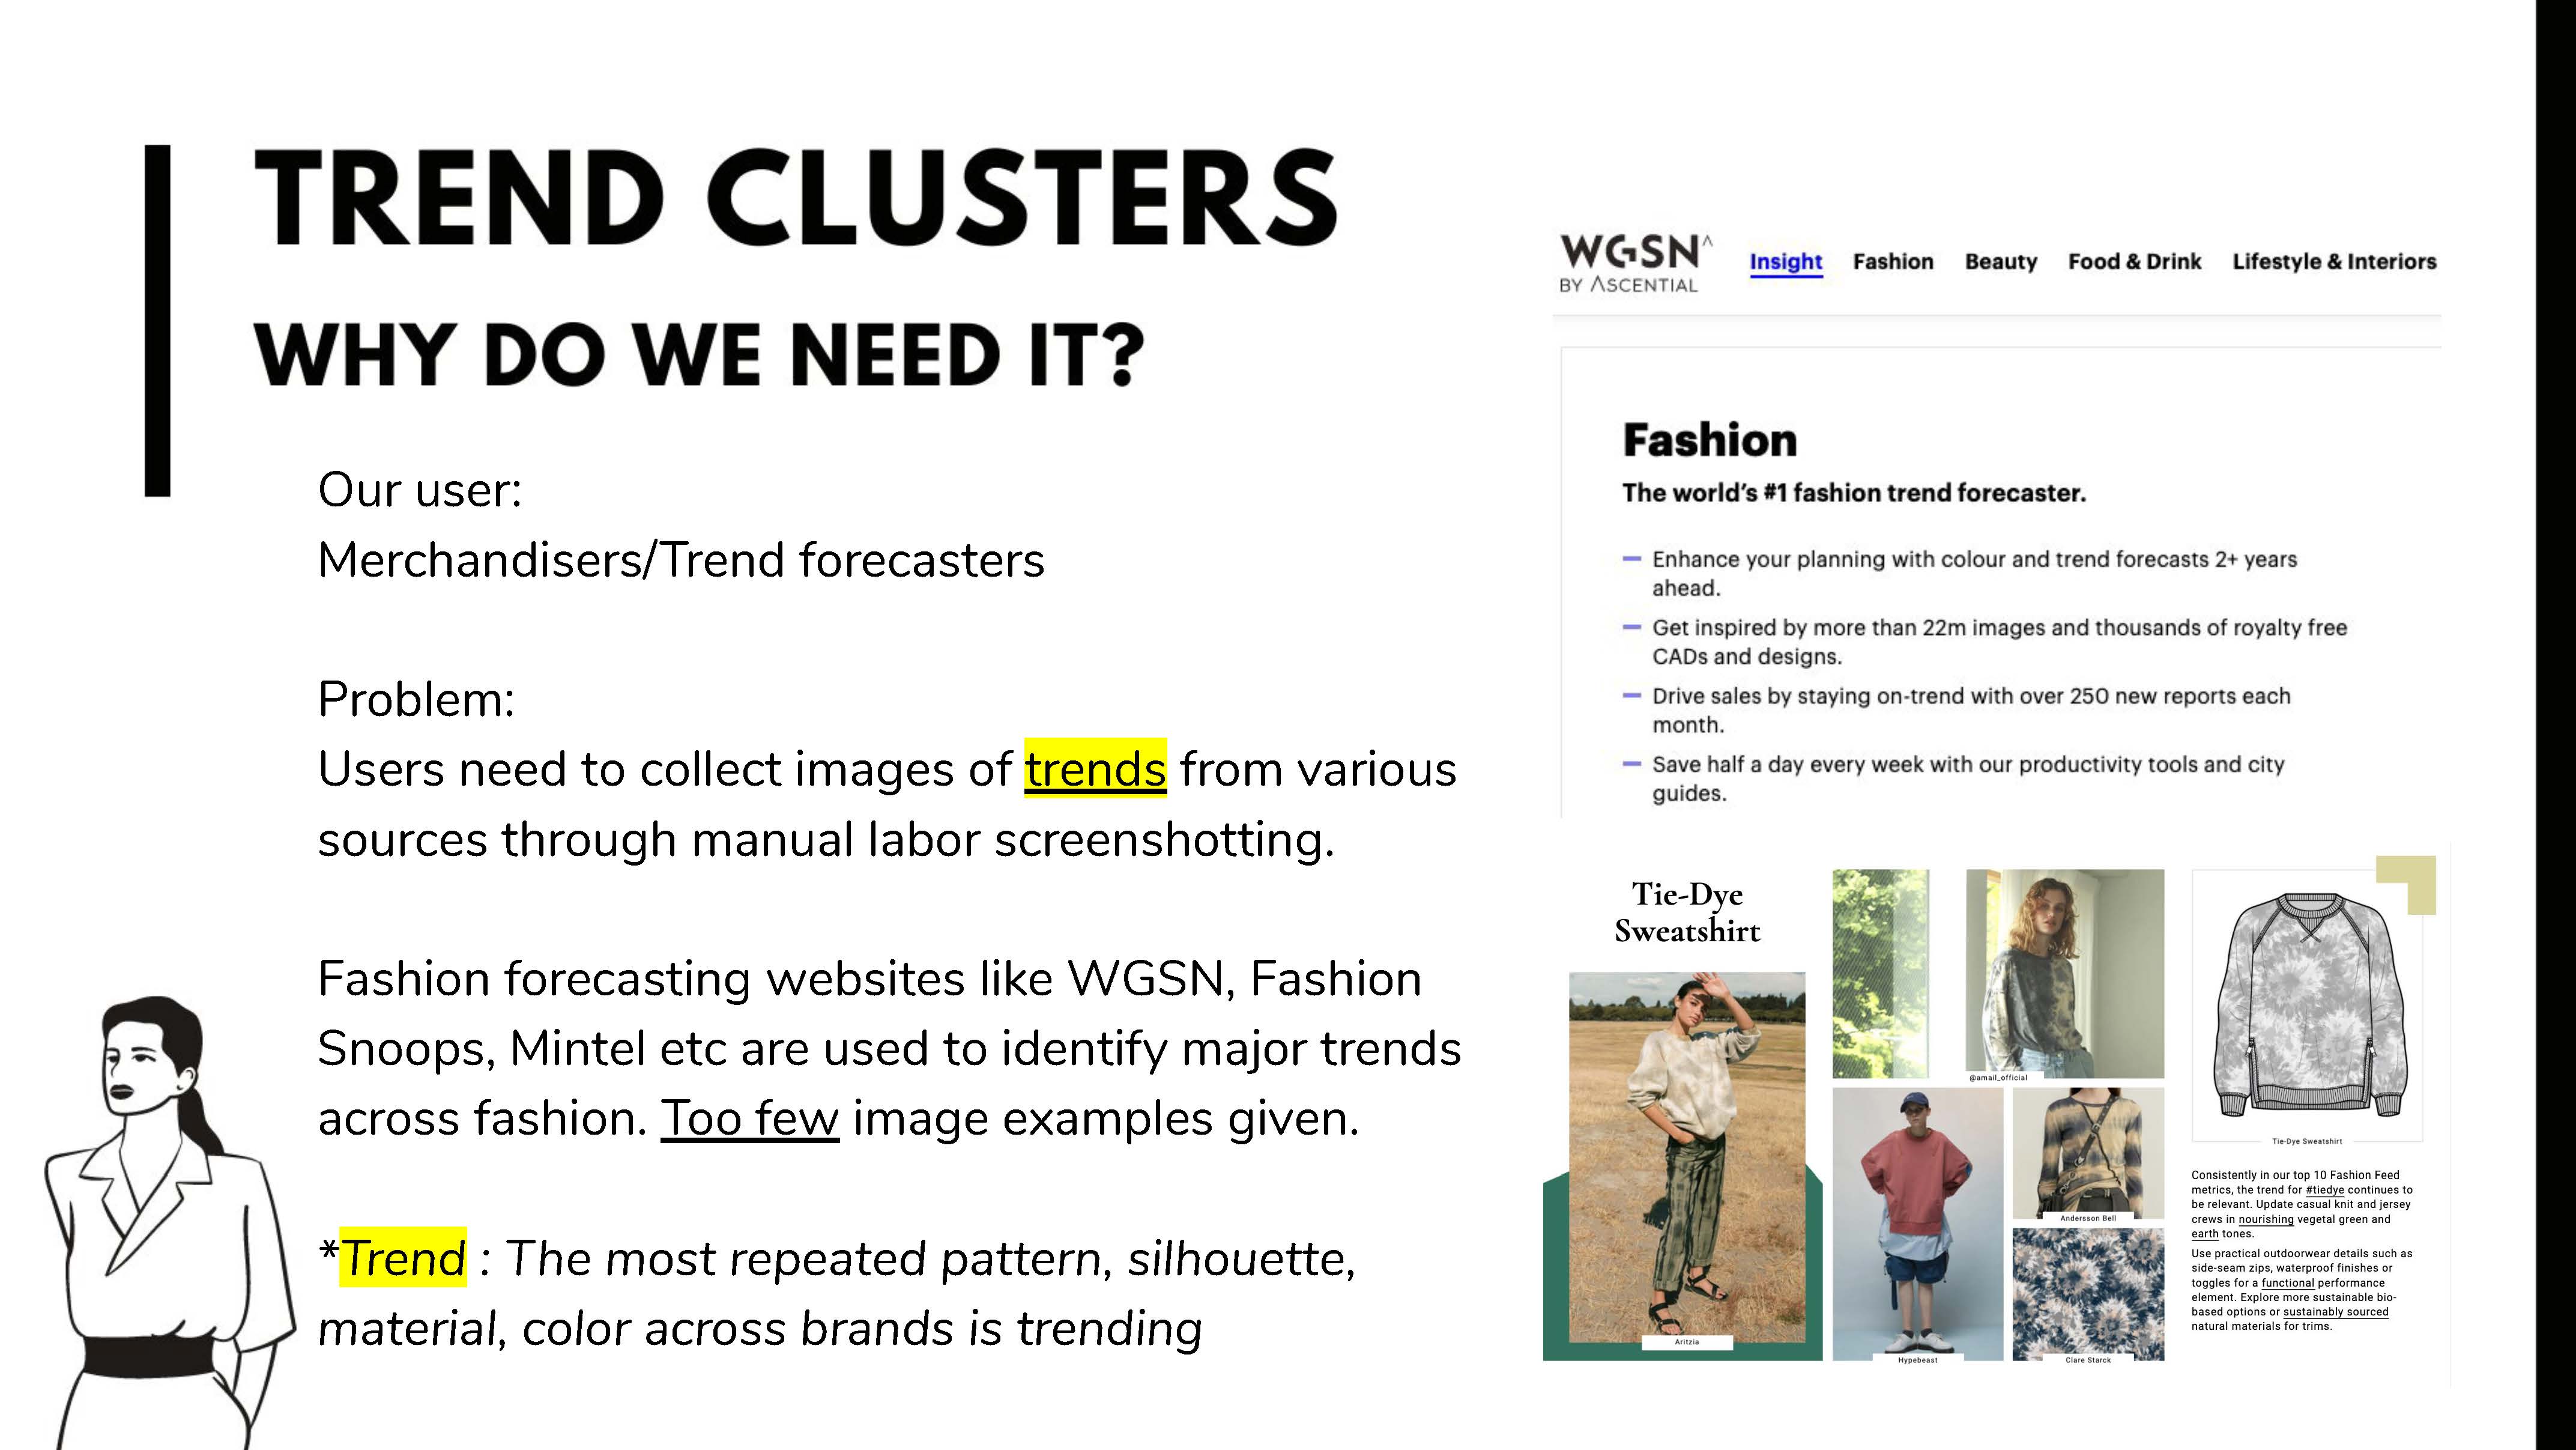 TREND CLUSTERS
WHY DO WE NEED IT?
Our user:
Merchandisers/Trend forecasters
Problem:
Users need to collect images of trends from various
sources through manual labor screenshotting.
Fashion forecasting websites like WGSN, Fashion
Snoops, Mintel etc are used to identify major trends
across fashion. Too few image examples given.
*Trend : The most repeated pattern, silhouette,
material, color across brands is trending
WGSN^
BY ASCENTIAL
Insight Fashion Beauty Food & Drink Lifestyle & Interiors
Fashion
The world's #1 fashion trend forecaster.
Enhance your planning with colour and trend forecasts 2+ years
ahead.
Get inspired by more than 22m images and thousands of royalty free
CADs and designs.
Drive sales by staying on-trend with over 250 new reports each
month.
Save half a day every week with our productivity tools and city
guides.
Tie-Dye
Sweatshirt
Aritzia
@amail_official
Hypebeast
Andersson Bell
Clare Starck
Tie-Dye Sweatshirt
Consistently in our top 10 Fashion Feed
metrics, the trend for #tiedye continues to
be relevant. Update casual knit and jersey
crews in nourishing vegetal green and
earth tones.
Use practical outdoorwear details such as
side-seam zips, waterproof finishes or
toggles for a functional performance
element. Explore more sustainable bio-
based options or sustainably sourced
natural materials for trims.